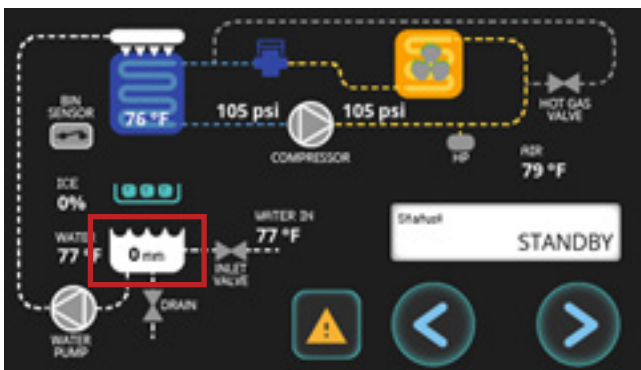 BIN
SENSOR
76 °F
105 psi
105 psi
COMPRESSOR
HOT GAS
VALVE
HP
AIR
79 °F
ICE
0%
WATER
77 °F
0 mm
WATER IN
77 °F
INLET
VALVE
DRAIN
WATER
PUMP
Status:
STANDBY